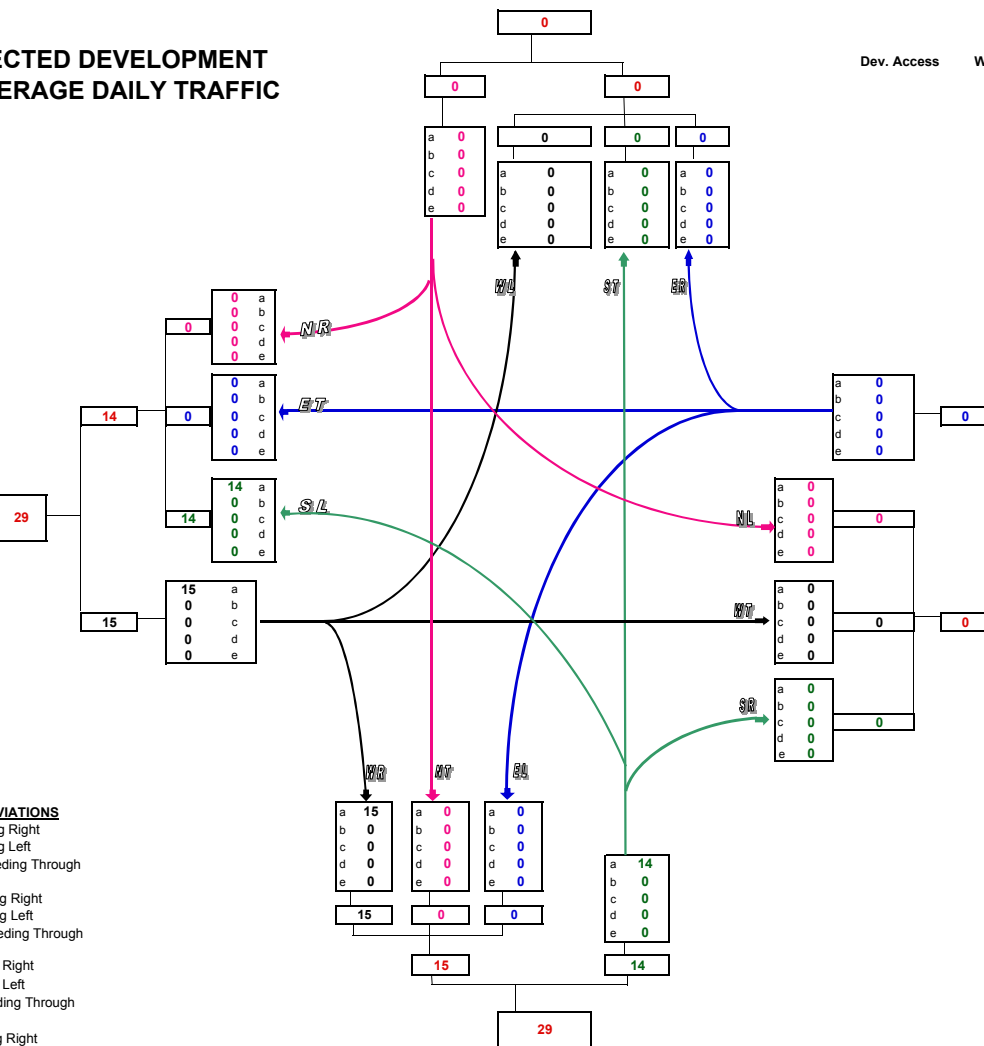 0
ECTED DEVELOPMENT
ERAGE DAILY TRAFFIC
Dev. Access W
0 0
a 0
b 0
c 0
d 0
e 0
0 0 0
a 0
b 0
c 0
d 0
e 0
a 0
b 0
c 0
d 0
e 0
a 0
b 0
c 0
d 0
e 0
WL ST ER
0 a
0 b
0 c
0 d
0 e
0
NR
0 a
0 b
0 c
0 d
0 e
14 0
ET
a 0
b 0
c 0
d 0
e 0
0
14 a
0 b
0 c
0 d
0 e
29 14
SL
a 0
b 0
c 0
d 0
e 0
NL 0
15 a
0 b
0 c
0 d
0 e
15
a 0
b 0
c 0
d 0
e 0
WT 0 0
a 0
b 0
c 0
d 0
e 0
SR 0
WR NT EL
VIATIONS
g Right
g Left
eding Through
g Right
g Left
eeding Through
Right
Left
ding Through
g Right
a 15
b 0
c 0
d 0
e 0
a 0
b 0
c 0
d 0
e 0
a 0
b 0
c 0
d 0
e 0
a 14
b 0
c 0
d 0
e 0
15 0 0
15 14
29